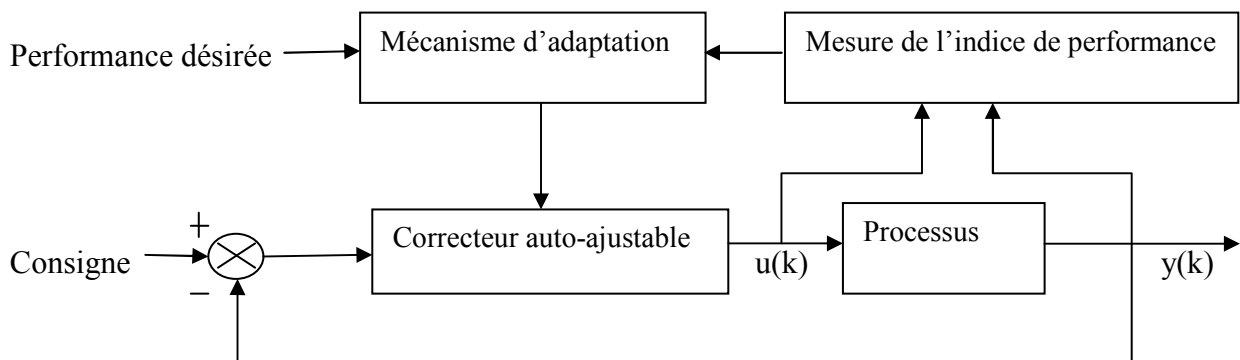 Performance désirée
Mécanisme d’adaptation
Mesure de l’indice de performance
+
Consigne
−
Correcteur auto-ajustable
u(k)
Processus
y(k)